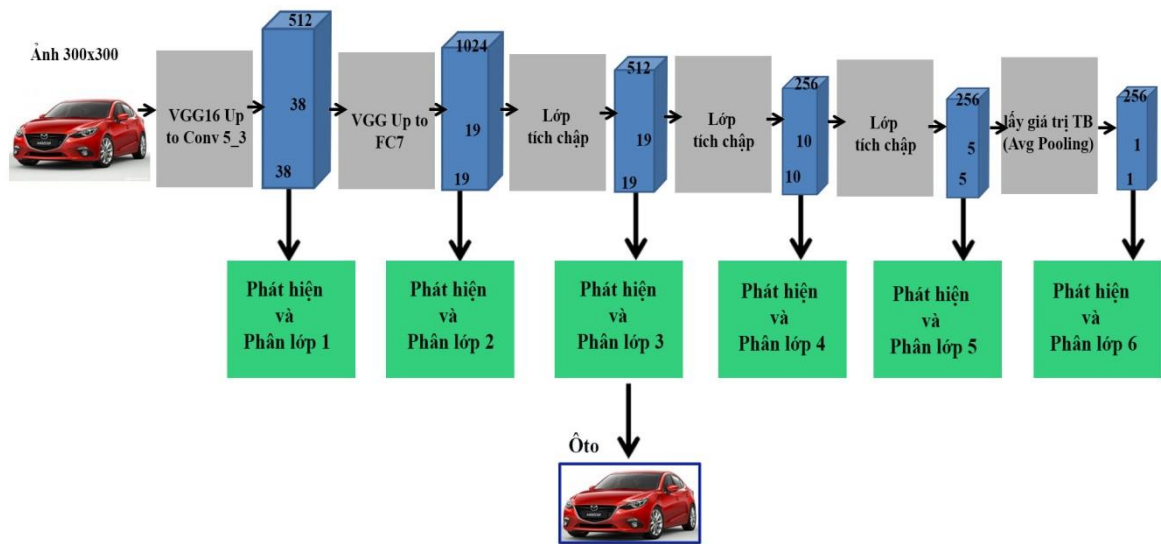 Ảnh 300x300
VGG16 Up
to Conv 5_3
512
38
38
VGG Up to
FC7
1024
19
19
Lớp
tích chập
512
19
19
Lớp
tích chập
256
10
10
Lớp
tích chập
256
5
5
lấy giá trị TB
(Avg Pooling)
256
1
1
Phát hiện
và
Phân lớp 1
Phát hiện
và
Phân lớp 2
Phát hiện
và
Phân lớp 3
Phát hiện
và
Phân lớp 4
Phát hiện
và
Phân lớp 5
Phát hiện
và
Phân lớp 6
Ôto